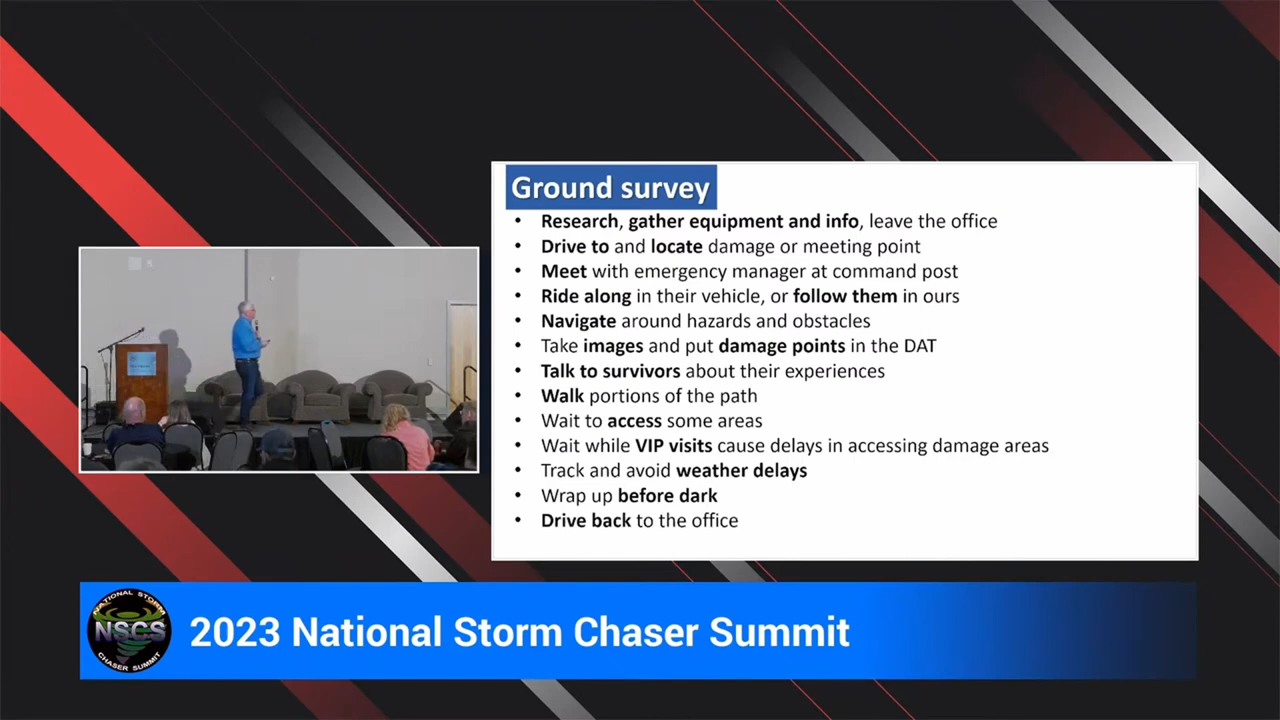 Ground survey
• Research, gather equipment and info, leave the office
• Drive to and locate damage or meeting point
• Meet with emergency manager at command post
• Ride along in their vehicle, or follow them in ours
• Navigate around hazards and obstacles
• Take images and put damage points in the DAT
• Talk to survivors about their experiences
• Walk portions of the path
• Wait to access some areas
• Wait while VIP visits cause delays in accessing damage areas
• Track and avoid weather delays
• Wrap up before dark
• Drive back to the office
NATIONAL STORM
NSCS
CHASER SUMMIT
2023 National Storm Chaser Summit